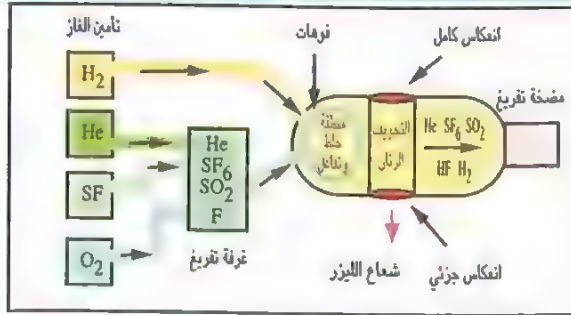 تأمين الغاز
فوهات
انعكاس كامل
مضخة تفريغ
H2
He
SF
O2
He
SF6
SO2
F
غرفة تفريغ
منطقة
خلط
وتفاعل
التجويف
الرنان
He SF6 SO2
HF H2
شعاع الليزر
انعكاس جزئي